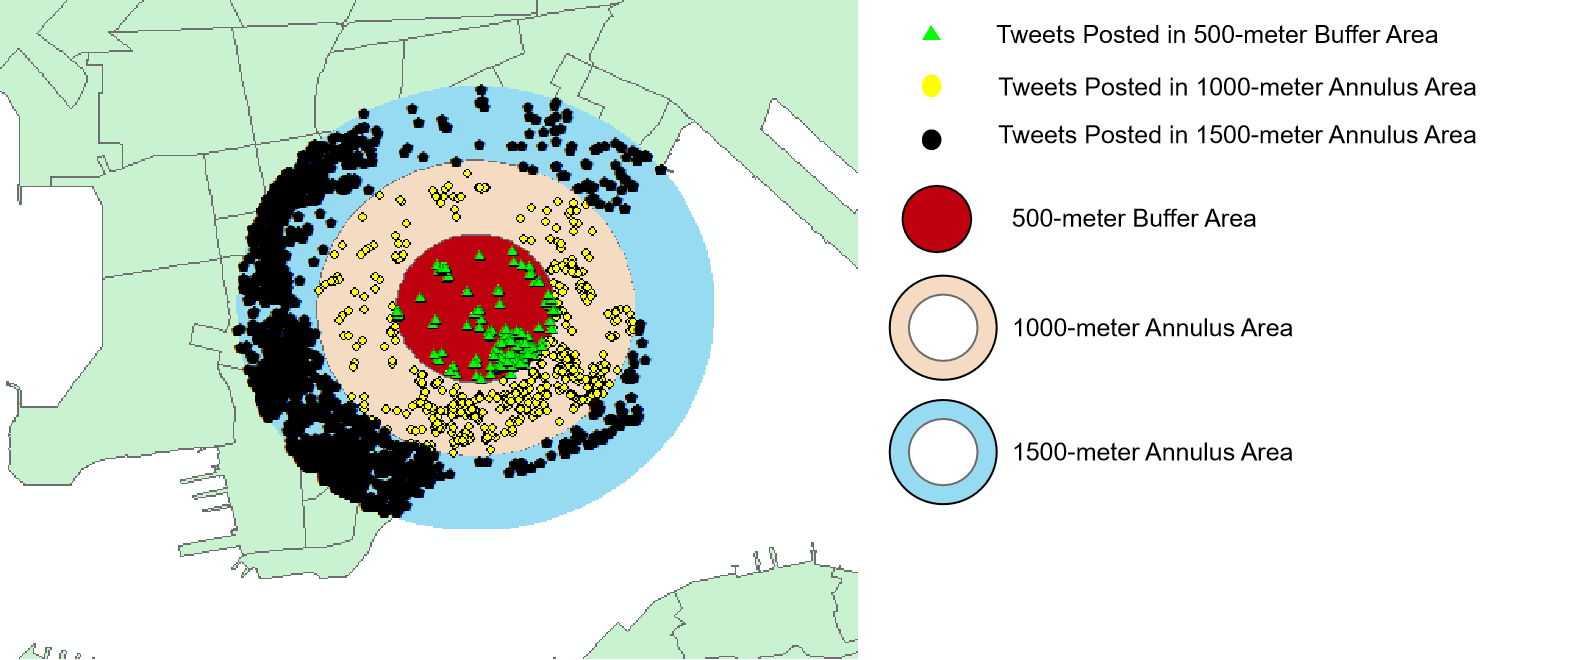 Tweets Posted in 500-meter Buffer Area
Tweets Posted in 1000-meter Annulus Area
Tweets Posted in 1500-meter Annulus Area
500-meter Buffer Area
1000-meter Annulus Area
1500-meter Annulus Area